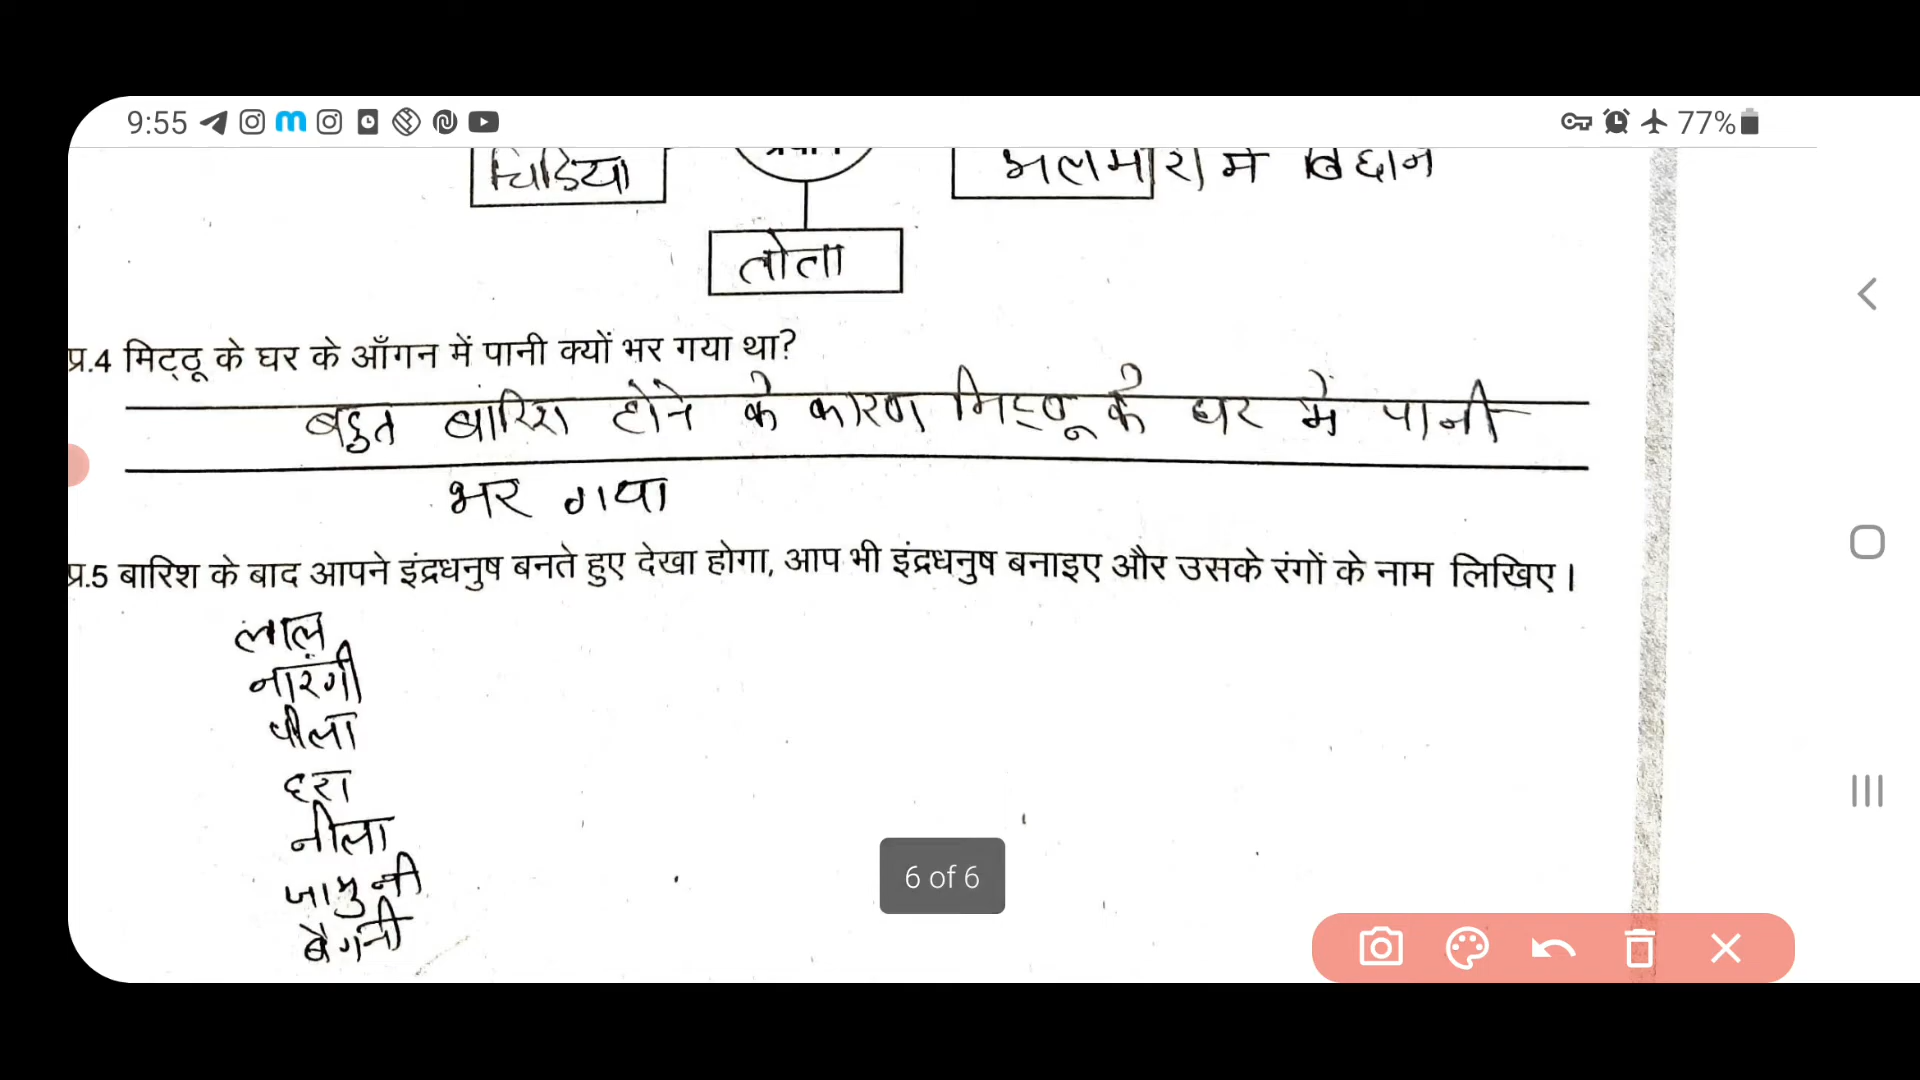 9:55
77%
चिडिया
अलमारी में
तोता
प्र.4 मिट्ठू के घर के आँगन में पानी क्यों भर गया था?
बहुत बारिश होने के कारण मिट्ठू के घर में पानी
भर गया
प्र.5 बारिश के बाद आपने इंद्रधनुष बनते हुए देखा होगा, आप भी इंद्रधनुष बनाइए और उसके रंगों के नाम लिखिए।
लाल
नारंगी
पीला
हरा
नीला
जामुनी
बैगनी
6 of 6